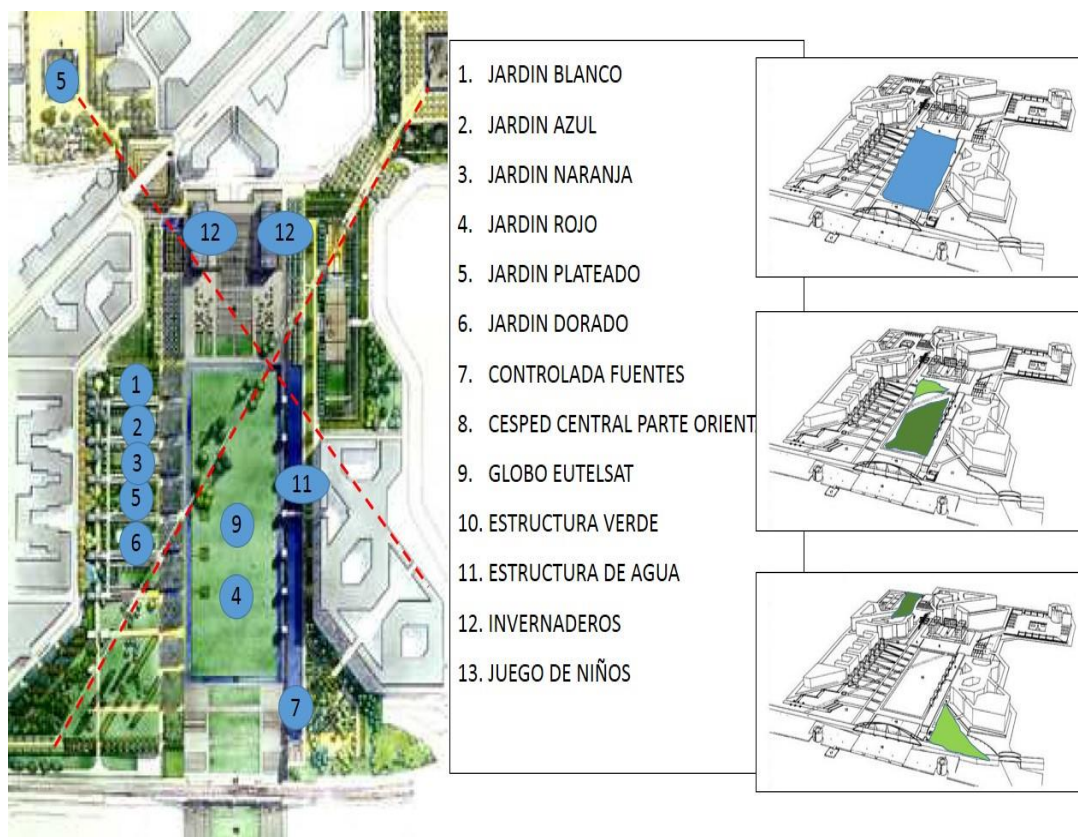 5
12 12
1
2
3
5
6
11
9
4
7
1. JARDIN BLANCO
2. JARDIN AZUL
3. JARDIN NARANJA
4. JARDIN ROJO
5. JARDIN PLATEADO
6. JARDIN DORADO
7. CONTROLADA FUENTES
8. CESPED CENTRAL PARTE ORIENT
9. GLOBO EUTELSAT
10. ESTRUCTURA VERDE
11. ESTRUCTURA DE AGUA
12. INVERNADEROS
13. JUEGO DE NIÑOS